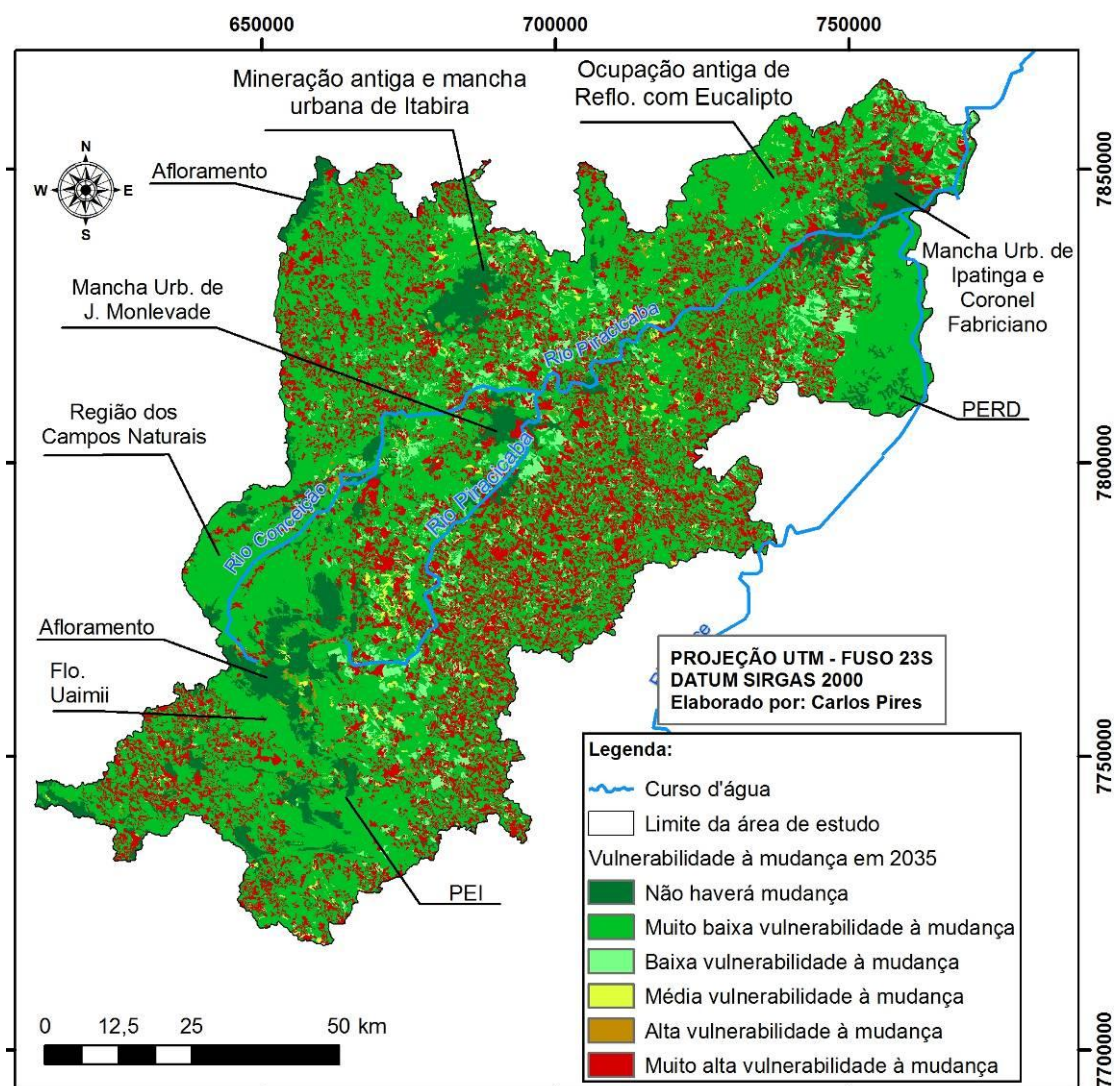 650000
700000
750000
Mineração antiga e mancha
urbana de Itabira
Ocupação antiga de
Reflo. com Eucalipto
Afloramento
N
W
E
S
7850000
Mancha Urb. de
J. Monlevade
Mancha Urb. de
Ipatinga e
Coronel
Fabriciano
Rio Piracicaba
Região dos
Campos Naturais
PERD
7800000
Rio Conceição
Rio Piracicaba
Afloramento
Flo.
Uaimii
PROJEÇÃO UTM - FUSO 23S
DATUM SIRGAS 2000
Elaborado por: Carlos Pires
7750000
PEI
Legenda:
Curso d'água
Limite da área de estudo
Vulnerabilidade à mudança em 2035
Não haverá mudança
Muito baixa vulnerabilidade à mudança
Baixa vulnerabilidade à mudança
Média vulnerabilidade à mudança
Alta vulnerabilidade à mudança
Muito alta vulnerabilidade à mudança
0 12,5 25 50 km
7700000